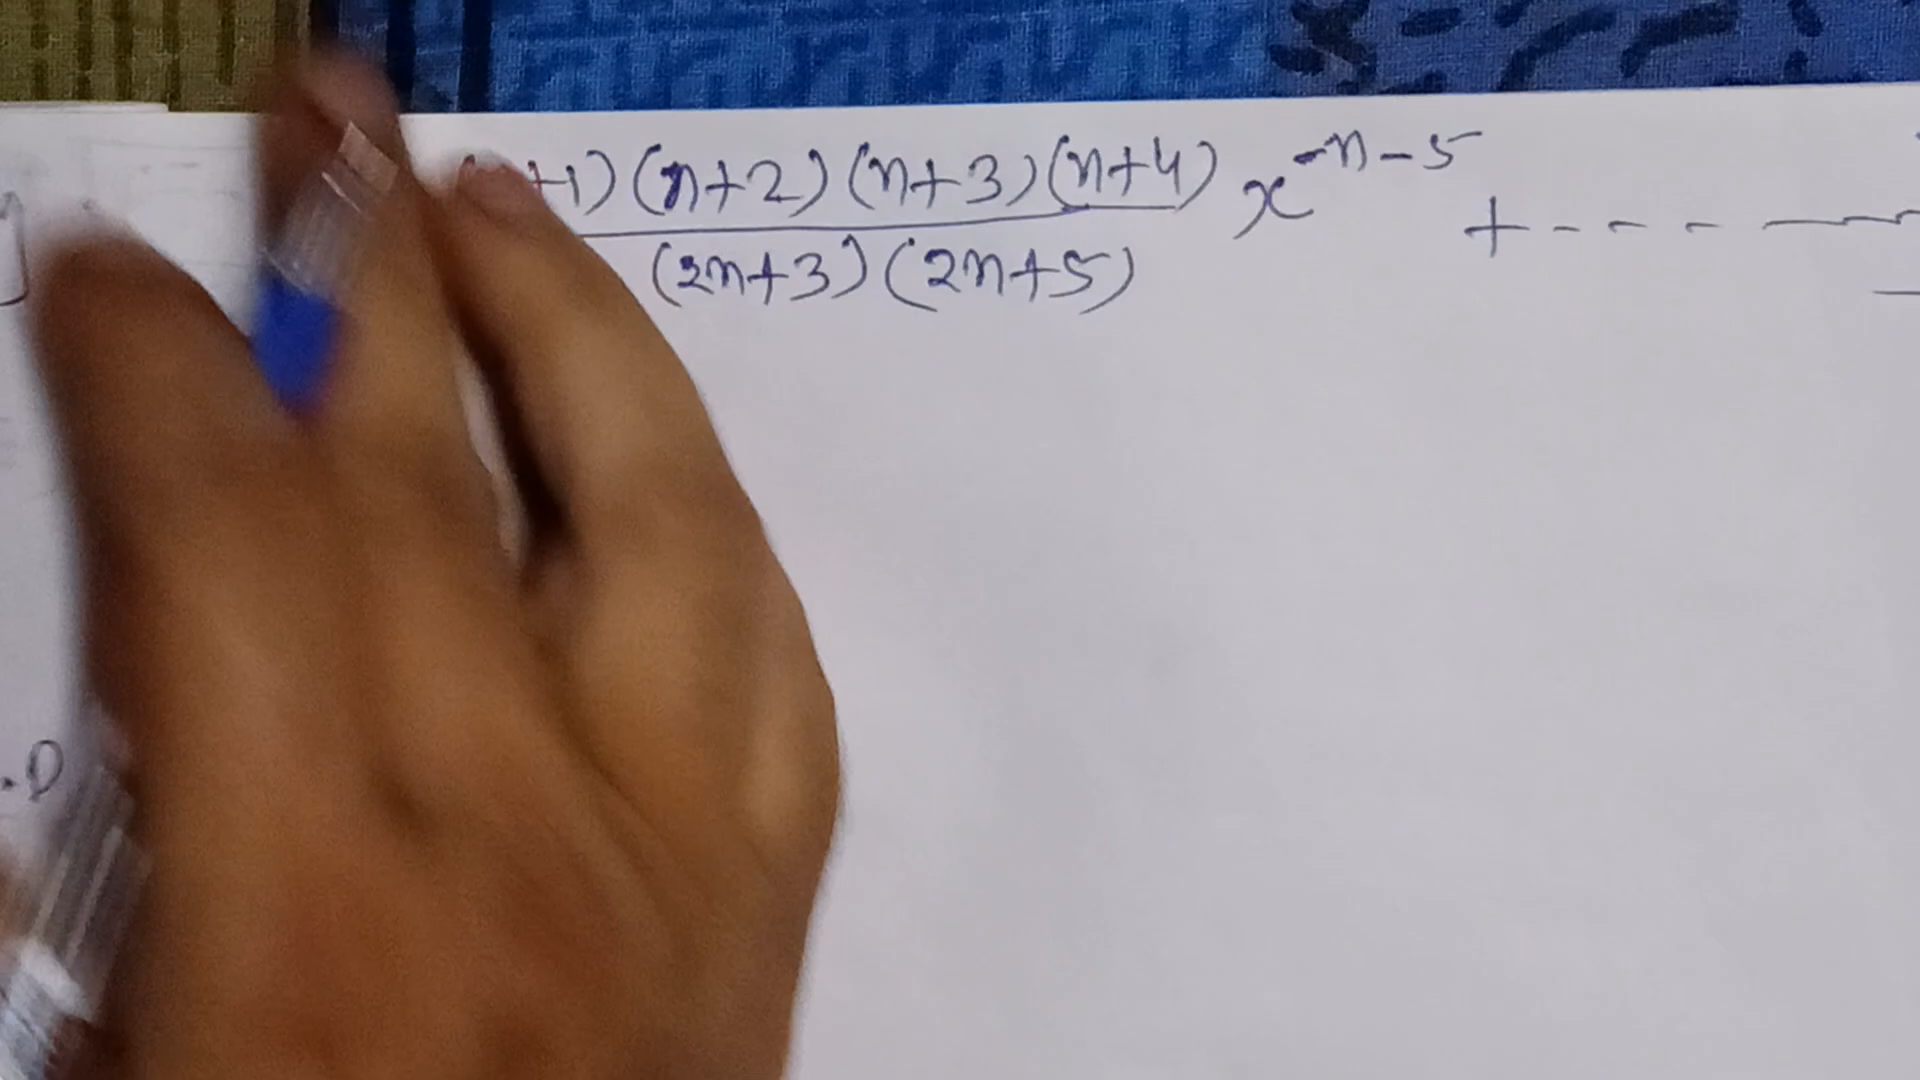 +1)(n+2)(n+3)(n+4) x^{-n-5} + - - - —
(2n+3)(2n+5)
.D